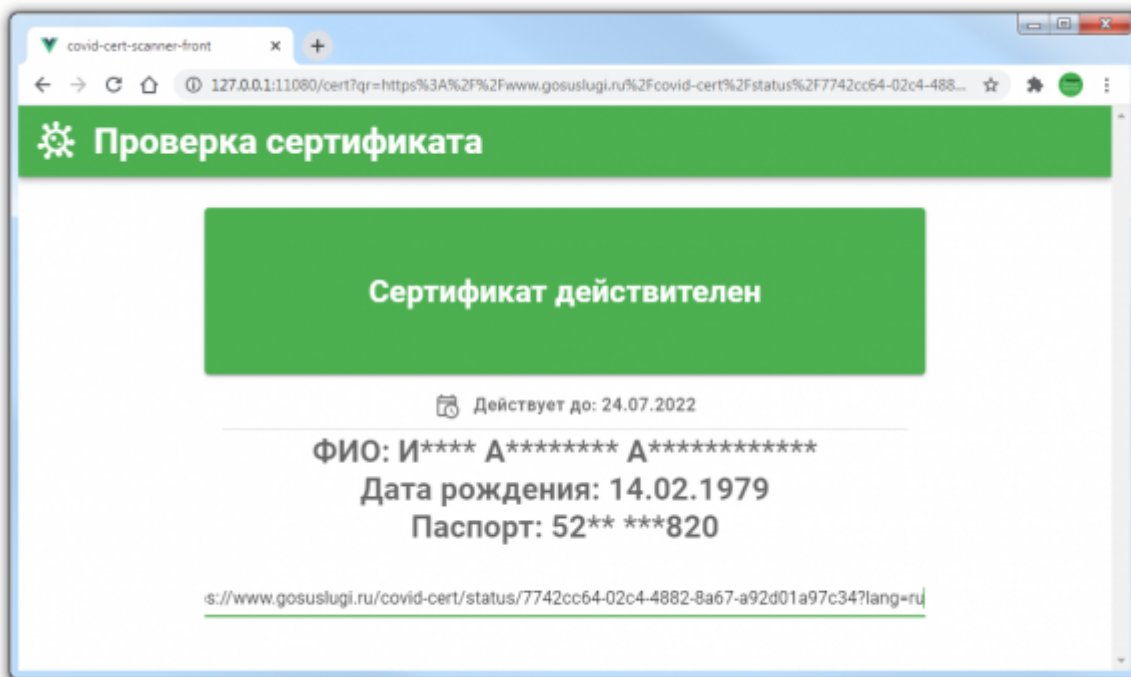 covid-cert-scanner-front
127.0.0.1:11080/cert?qr=https%3A%2F%2Fwww.gosuslugi.ru%2Fcovid-cert%2Fstatus%2F7742cc64-02c4-488...
Проверка сертификата
Сертификат действителен
Действует до: 24.07.2022
ФИО: И**** А******** А************
Дата рождения: 14.02.1979
Паспорт: 52** ***820
s://www.gosuslugi.ru/covid-cert/status/7742cc64-02c4-4882-8a67-a92d01a97c34?lang=ru